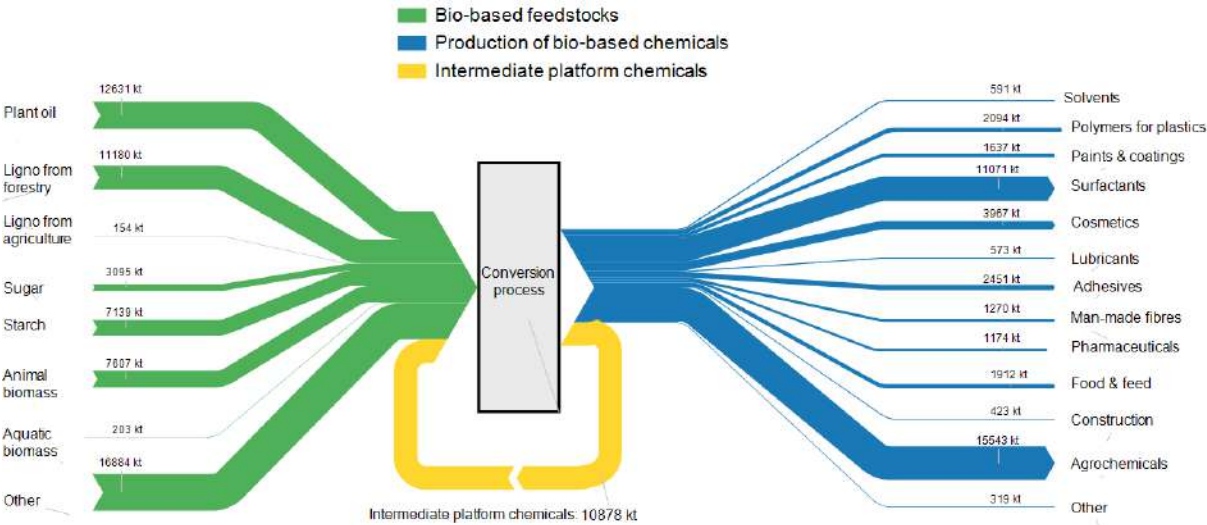 Bio-based feedstocks
Production of bio-based chemicals
Intermediate platform chemicals
12631 kt
Plant oil
11180 kt
Ligno from
forestry
Ligno from
agriculture
154 kt
3095 kt
Sugar
7139 kt
Starch
7607 kt
Animal
biomass
203 kt
Aquatic
biomass
16884 kt
Other
Conversion
process
Intermediate platform chemicals: 10878 kt
591 kt
Solvents
2094 kt
Polymers for plastics
1637 kt
Paints & coatings
11071 kt
Surfactants
3967 kt
Cosmetics
573 kt
Lubricants
2451 kt
Adhesives
1270 kt
Man-made fibres
1174 kt
Pharmaceuticals
1912 kt
Food & feed
423 kt
Construction
15543 kt
Agrochemicals
319 kt
Other